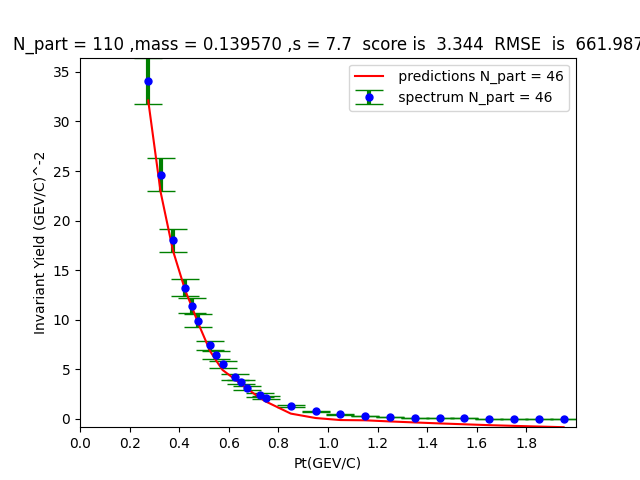 N_part = 110 ,mass = 0.139570 ,s = 7.7  score is  3.344  RMSE  is  661.987
predictions N_part = 46
spectrum N_part = 46
Invariant Yield (GEV/C)^-2
35
30
25
20
15
10
5
0
0.0 0.2 0.4 0.6 0.8 1.0 1.2 1.4 1.6 1.8
Pt(GEV/C)